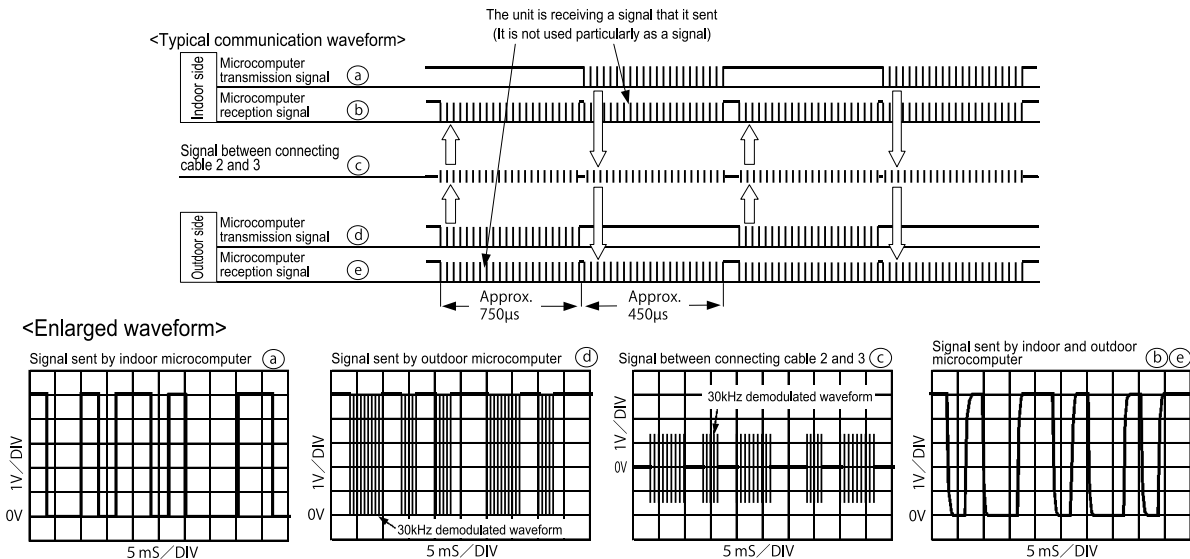 The unit is receiving a signal that it sent
(It is not used particularly as a signal)
<Typical communication waveform>
Indoor side
Microcomputer
transmission signal
a
Microcomputer
reception signal
b
Signal between connecting
cable 2 and 3
c
Outdoor side
Microcomputer
transmission signal
d
Microcomputer
reception signal
e
Approx.
750µs
Approx.
450µs
<Enlarged waveform>
Signal sent by indoor microcomputer a
1V/DIV
0V
5 mS/DIV
Signal sent by outdoor microcomputer d
1V/DIV
0V
30kHz demodulated waveform
5 mS/DIV
Signal between connecting cable 2 and 3 c
30kHz demodulated waveform
1V/DIV
0V
5 mS/DIV
Signal sent by indoor and outdoor
microcomputer b e
1V/DIV
0V
5 mS/DIV